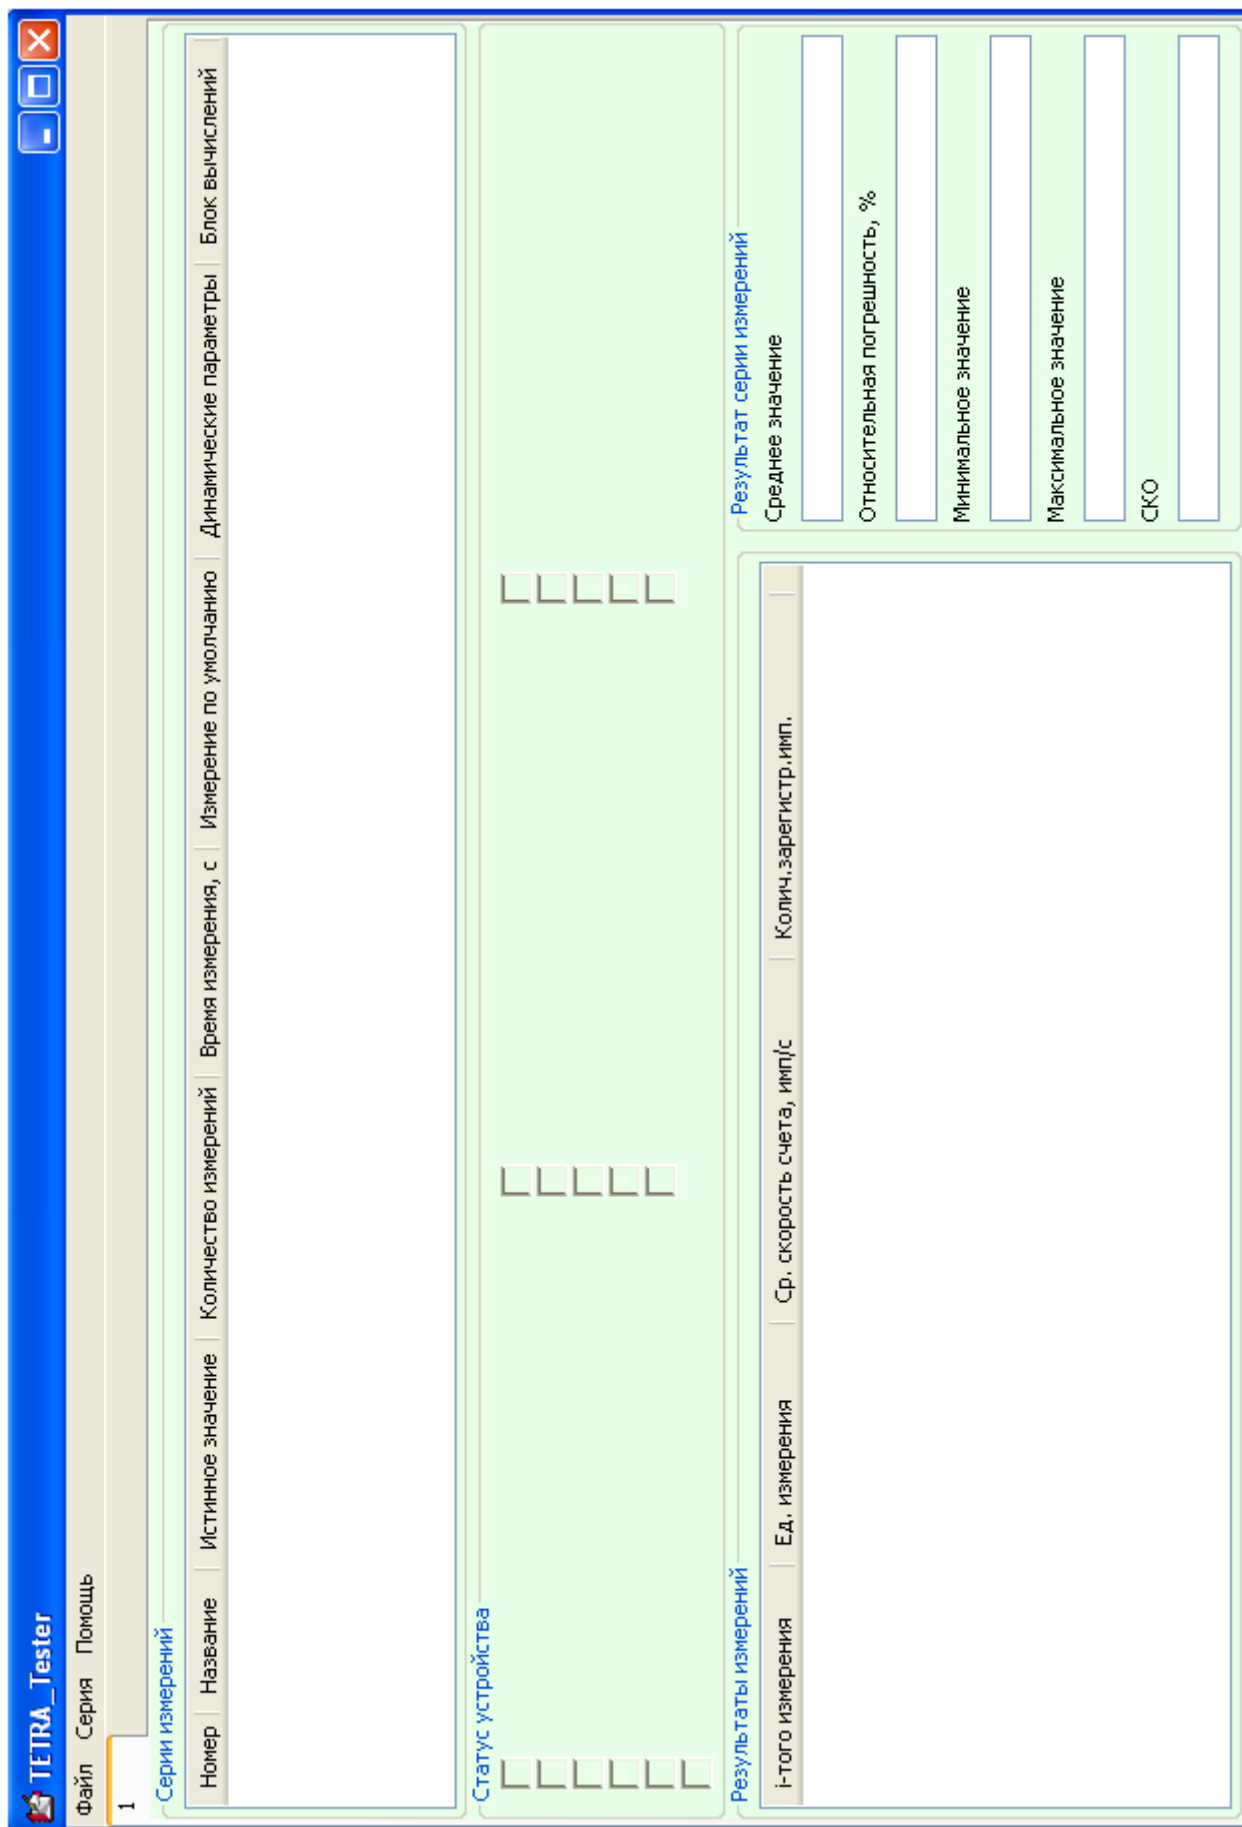 TETRA_Tester
Файл Серия Помощь
1
Серии измерений
Номер Название Истинное значение Количество измерений Время измерения, с Измерение по умолчанию Динамические параметры Блок вычислений
Статус устройства
Результаты измерений
i-того измерения Ед. измерения Ср. скорость счета, имп/с Колич.зарегистр.имп.
Результат серии измерений
Среднее значение
Относительная погрешность, %
Минимальное значение
Максимальное значение
СКО